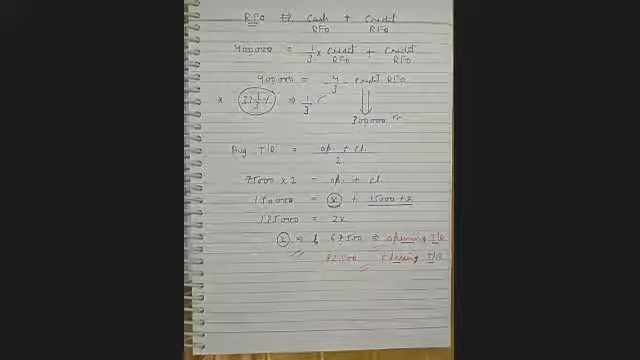 RFO ⇒ Cash RFO + Credit RFO
400000 = 1/3 × Credit RFO + Credit RFO
400000 = 4/3 credit RFO
× 33 1/3 % ⇒ 1/3
300000
Avg T/R = op. + cl. / 2
75000 × 2 = op. + cl.
150000 = x + 15000 + x
135000 = 2x
x = 67500 ⇒ opening T/R
82500 closing T/R